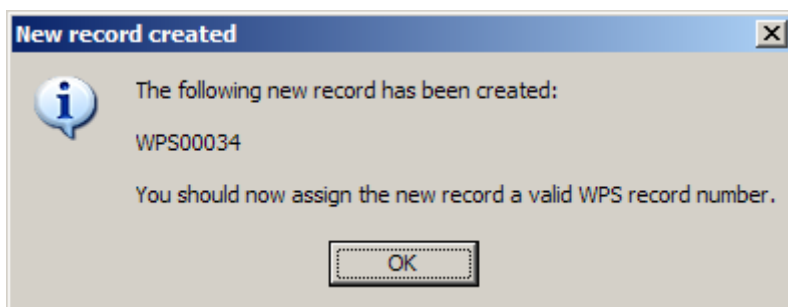 New record created
The following new record has been created:
WPS00034
You should now assign the new record a valid WPS record number.
OK